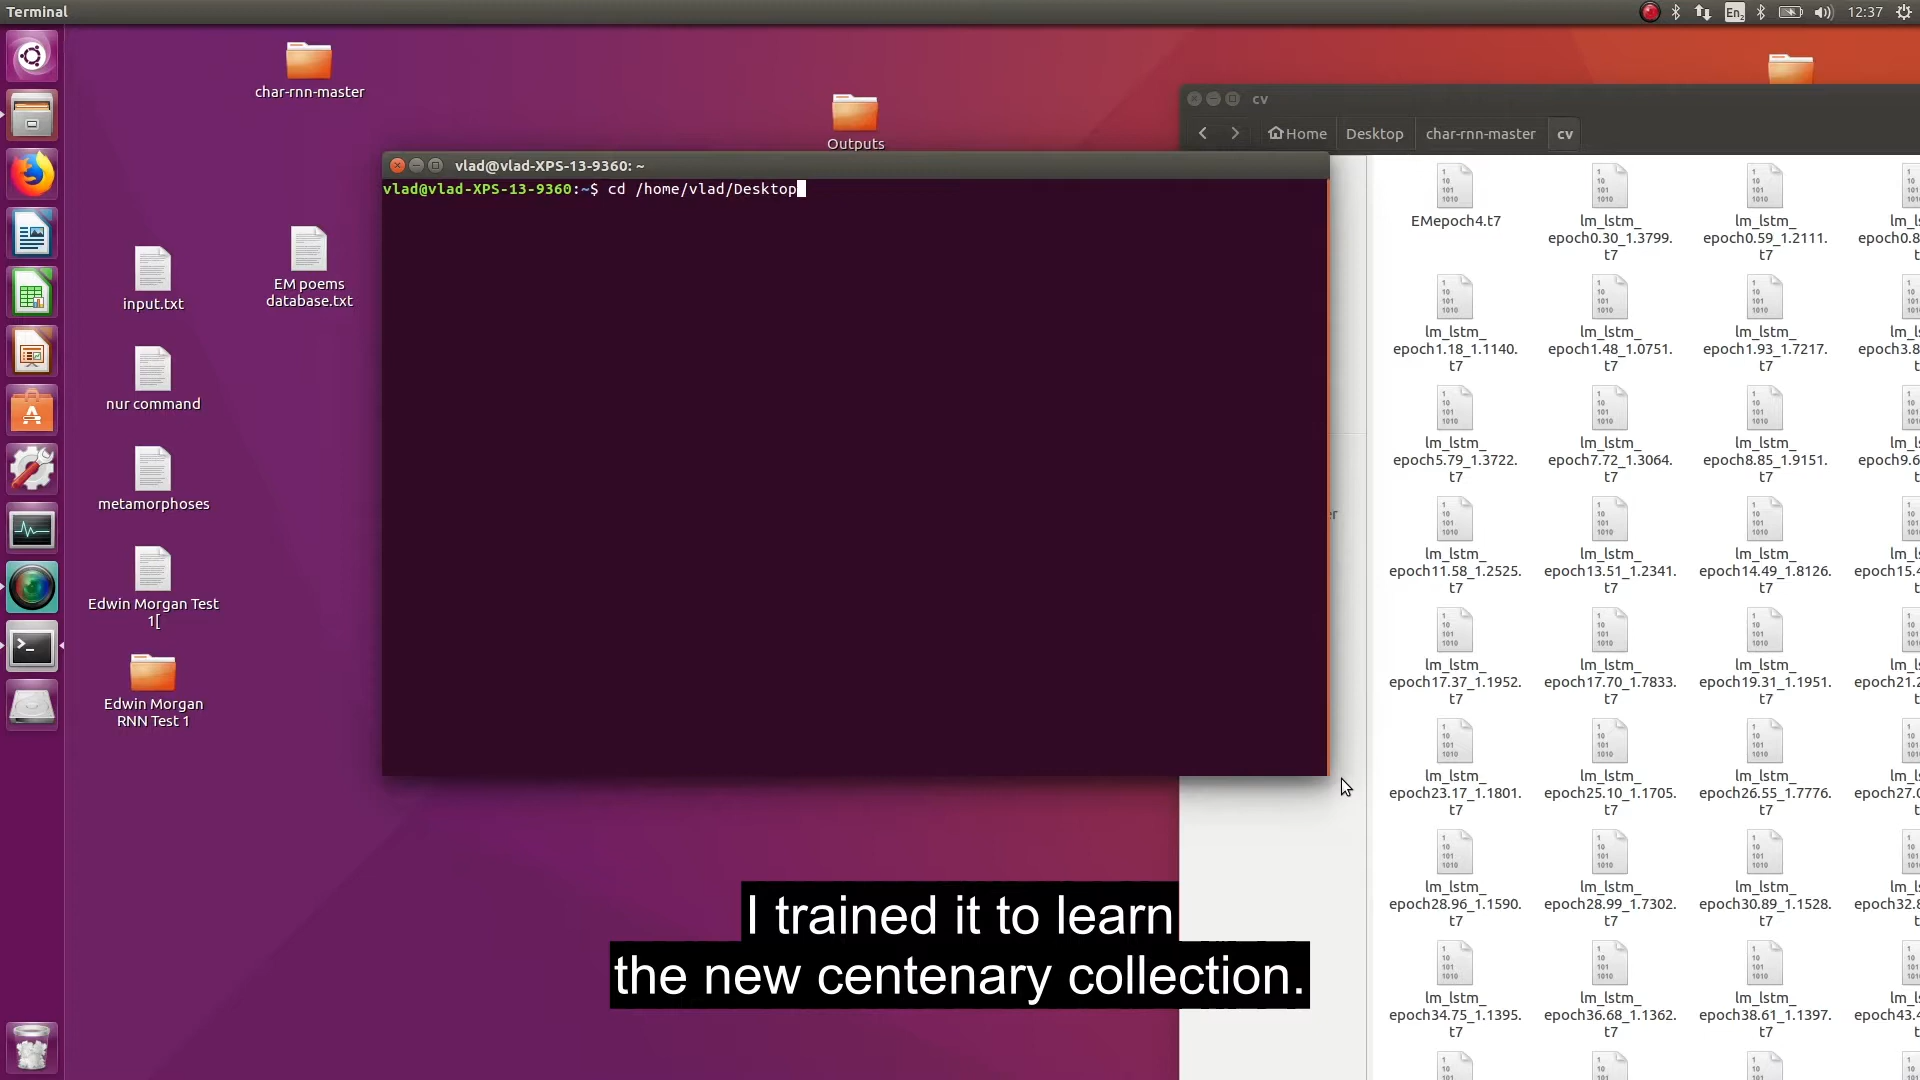 Terminal
En2
12:37
char-rnn-master
Outputs
cv
Home
Desktop
char-rnn-master
cv
vlad@vlad-XPS-13-9360: ~
vlad@vlad-XPS-13-9360:~$ cd /home/vlad/Desktop
input.txt
EM poems
database.txt
nur command
metamorphoses
Edwin Morgan Test
1[
Edwin Morgan
RNN Test 1
EMepoch4.t7
lm_lstm_
epoch0.30_1.3799.
t7
lm_lstm_
epoch0.59_1.2111.
t7
lm_lstm_
epoch1.18_1.1140.
t7
lm_lstm_
epoch1.48_1.0751.
t7
lm_lstm_
epoch1.93_1.7217.
t7
lm_lstm_
epoch5.79_1.3722.
t7
lm_lstm_
epoch7.72_1.3064.
t7
lm_lstm_
epoch8.85_1.9151.
t7
lm_lstm_
epoch11.58_1.2525.
t7
lm_lstm_
epoch13.51_1.2341.
t7
lm_lstm_
epoch14.49_1.8126.
t7
lm_lstm_
epoch17.37_1.1952.
t7
lm_lstm_
epoch17.70_1.7833.
t7
lm_lstm_
epoch19.31_1.1951.
t7
lm_lstm_
epoch23.17_1.1801.
t7
lm_lstm_
epoch25.10_1.1705.
t7
lm_lstm_
epoch26.55_1.7776.
t7
lm_lstm_
epoch28.96_1.1590.
t7
lm_lstm_
epoch28.99_1.7302.
t7
lm_lstm_
epoch30.89_1.1528.
t7
lm_lstm_
epoch34.75_1.1395.
t7
lm_lstm_
epoch36.68_1.1362.
t7
lm_lstm_
epoch38.61_1.1397.
t7
I trained it to learn
the new centenary collection.